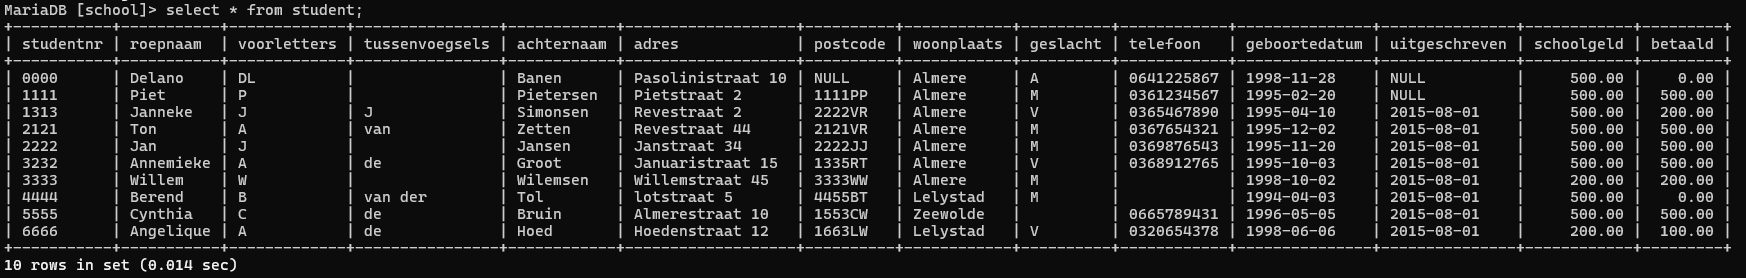 MariaDB [school]> select * from student;
+-----------+-----------+-------------+---------------+------------+------------------+----------+------------+----------+------------+---------------+---------------+------------+---------+
| studentnr | roepnaam  | voorletters | tussenvoegsels | achternaam | adres            | postcode | woonplaats | geslacht | telefoon   | geboortedatum | uitgeschreven | schoolgeld | betaald |
+-----------+-----------+-------------+----------------+------------+------------------+----------+------------+----------+------------+---------------+---------------+------------+---------+
| 0000      | Delano    | DL          |                | Banen      | Pasolinistraat 10 | NULL     | Almere     | A        | 0641225867 | 1998-11-28    | NULL          |     500.00 |    0.00 |
| 1111      | Piet      | P           |                | Pietersen  | Pietstraat 2      | 1111PP   | Almere     | M        | 0361234567 | 1995-02-20    | NULL          |     500.00 |  500.00 |
| 1313      | Janneke   | J           | J              | Simonsen   | Revestraat 2      | 2222VR   | Almere     | V        | 0365467890 | 1995-04-10    | 2015-08-01    |     500.00 |  200.00 |
| 2121      | Ton       | A           | van            | Zetten     | Revestraat 44     | 2121VR   | Almere     | M        | 0367654321 | 1995-12-02    | 2015-08-01    |     500.00 |  500.00 |
| 2222      | Jan       | J           |                | Jansen     | Janstraat 34      | 2222JJ   | Almere     | M        | 0369876543 | 1995-11-20    | 2015-08-01    |     500.00 |  500.00 |
| 3232      | Annemieke | A           | de             | Groot      | Januaristraat 15  | 1335RT   | Almere     | V        | 0368912765 | 1995-10-03    | 2015-08-01    |     500.00 |  500.00 |
| 3333      | Willem    | W           |                | Wilemsen   | Willemstraat 45   | 3333WW   | Almere     | M        |            | 1998-10-02    | 2015-08-01    |     200.00 |  200.00 |
| 4444      | Berend    | B           | van der        | Tol        | lotstraat 5       | 4455BT   | Lelystad   | M        |            | 1994-04-03    | 2015-08-01    |     500.00 |    0.00 |
| 5555      | Cynthia   | C           | de             | Bruin      | Almerestraat 10   | 1553CW   | Zeewolde   |          | 0665789431 | 1996-05-05    | 2015-08-01    |     500.00 |  500.00 |
| 6666      | Angelique | A           | de             | Hoed       | Hoedenstraat 12   | 1663LW   | Lelystad   | V        | 0320654378 | 1998-06-06    | 2015-08-01    |     200.00 |  100.00 |
+-----------+-----------+-------------+----------------+------------+-------------------+----------+------------+----------+------------+---------------+---------------+------------+---------+
10 rows in set (0.014 sec)